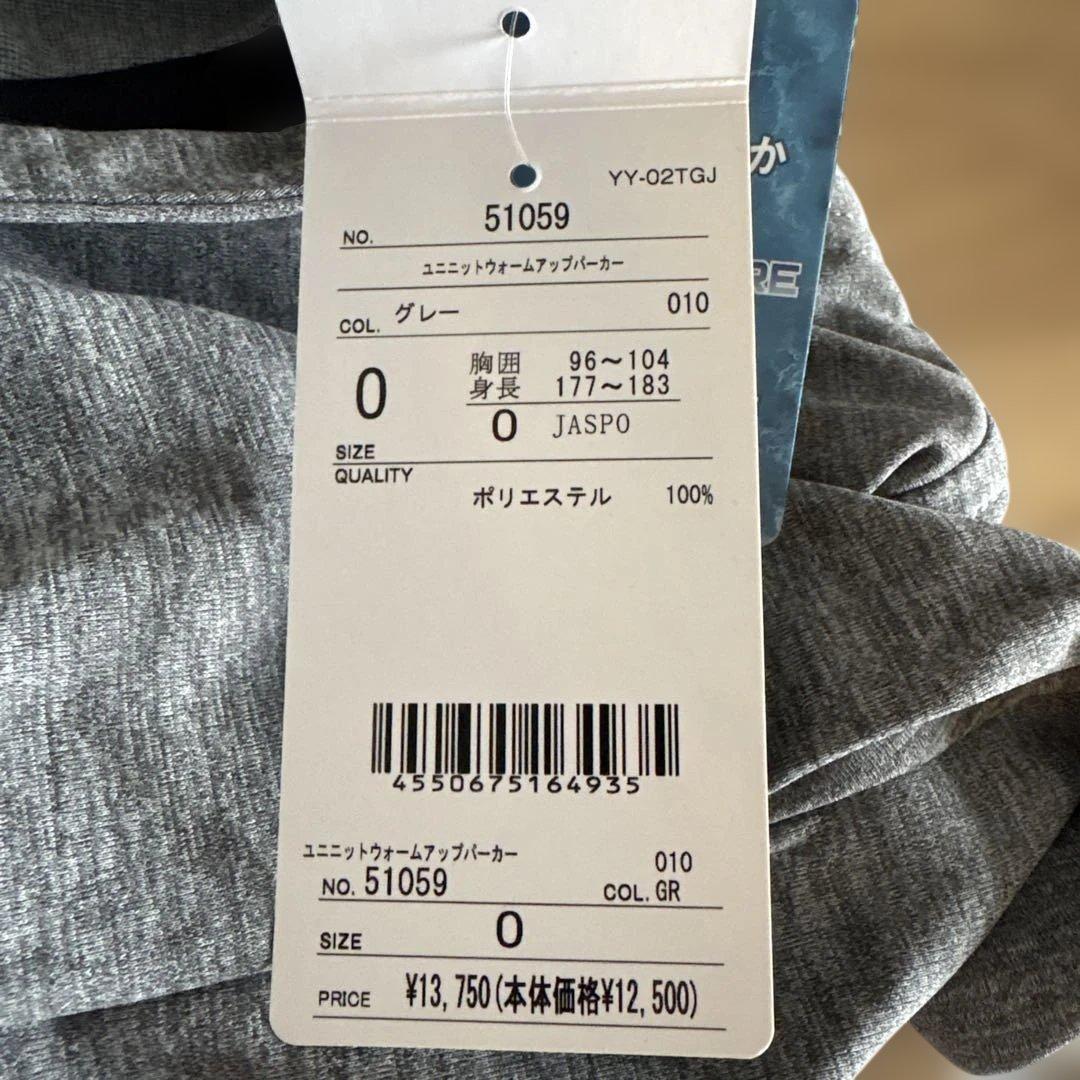 YY-02TGJ
NO. 51059
ユニニットウォームアップパーカー
COL. グレー 010
0 胸囲 96～104
身長 177～183
0 JASPO
SIZE
QUALITY
ポリエステル 100%
4550675164935
ユニニットウォームアップパーカー
010
NO. 51059 COL. GR
SIZE 0
PRICE ¥13,750(本体価格¥12,500)
か
RE